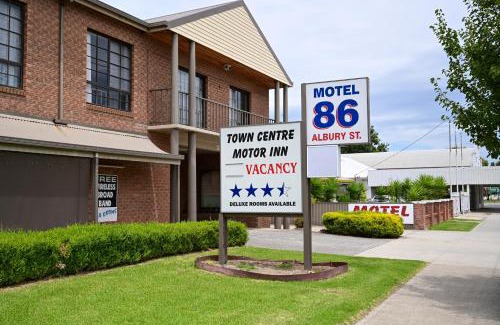 TOWN CENTRE
MOTOR INN
VACANCY
DELUXE ROOMS AVAILABLE
MOTEL
86
ALBURY ST.
MOTEL
FREE
WIRELESS
BROAD
BAND